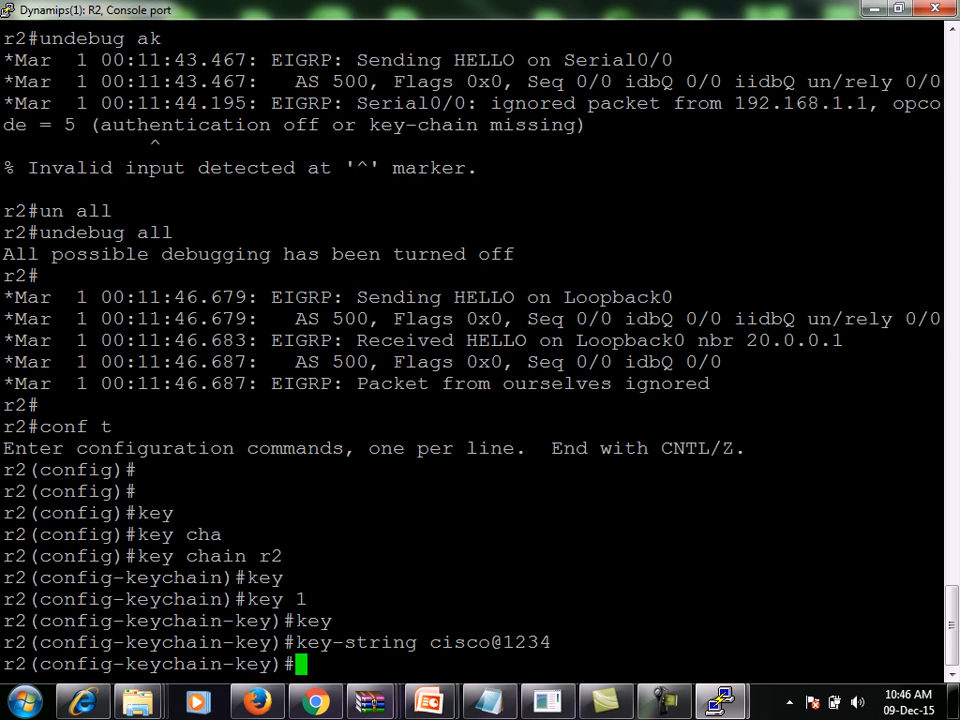 Dynamips(1): R2, Console port
r2#undebug ak
*Mar  1 00:11:43.467: EIGRP: Sending HELLO on Serial0/0
*Mar  1 00:11:43.467:   AS 500, Flags 0x0, Seq 0/0 idbQ 0/0 iidbQ un/rely 0/0
*Mar  1 00:11:44.195: EIGRP: Serial0/0: ignored packet from 192.168.1.1, opco
de = 5 (authentication off or key-chain missing)
            ^
% Invalid input detected at '^' marker.
r2#un all
r2#undebug all
All possible debugging has been turned off
r2#
*Mar  1 00:11:46.679: EIGRP: Sending HELLO on Loopback0
*Mar  1 00:11:46.679:   AS 500, Flags 0x0, Seq 0/0 idbQ 0/0 iidbQ un/rely 0/0
*Mar  1 00:11:46.683: EIGRP: Received HELLO on Loopback0 nbr 20.0.0.1
*Mar  1 00:11:46.687:   AS 500, Flags 0x0, Seq 0/0 idbQ 0/0
*Mar  1 00:11:46.687: EIGRP: Packet from ourselves ignored
r2#
r2#conf t
Enter configuration commands, one per line.  End with CNTL/Z.
r2(config)#
r2(config)#
r2(config)#key
r2(config)#key cha
r2(config)#key chain r2
r2(config-keychain)#key
r2(config-keychain)#key 1
r2(config-keychain-key)#key
r2(config-keychain-key)#key-string cisco@1234
r2(config-keychain-key)#
10:46 AM
09-Dec-15